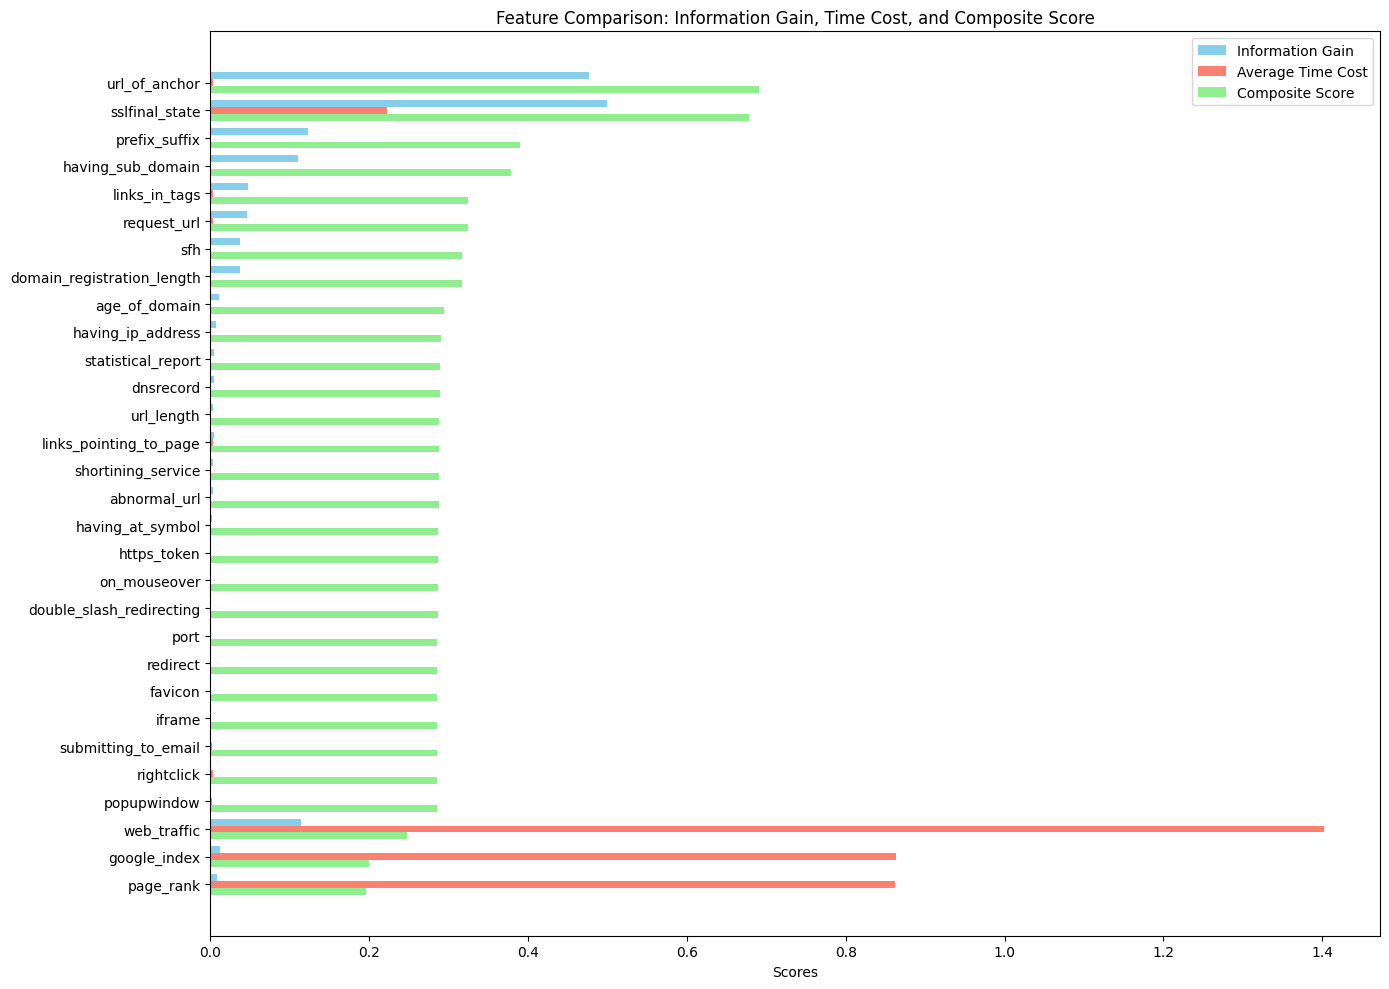 Feature Comparison: Information Gain, Time Cost, and Composite Score
Information Gain
Average Time Cost
Composite Score
url_of_anchor
sslfinal_state
prefix_suffix
having_sub_domain
links_in_tags
request_url
sfh
domain_registration_length
age_of_domain
having_ip_address
statistical_report
dnsrecord
url_length
links_pointing_to_page
shortining_service
abnormal_url
having_at_symbol
https_token
on_mouseover
double_slash_redirecting
port
redirect
favicon
iframe
submitting_to_email
rightclick
popupwindow
web_traffic
google_index
page_rank
0.0 0.2 0.4 0.6 0.8 1.0 1.2 1.4
Scores